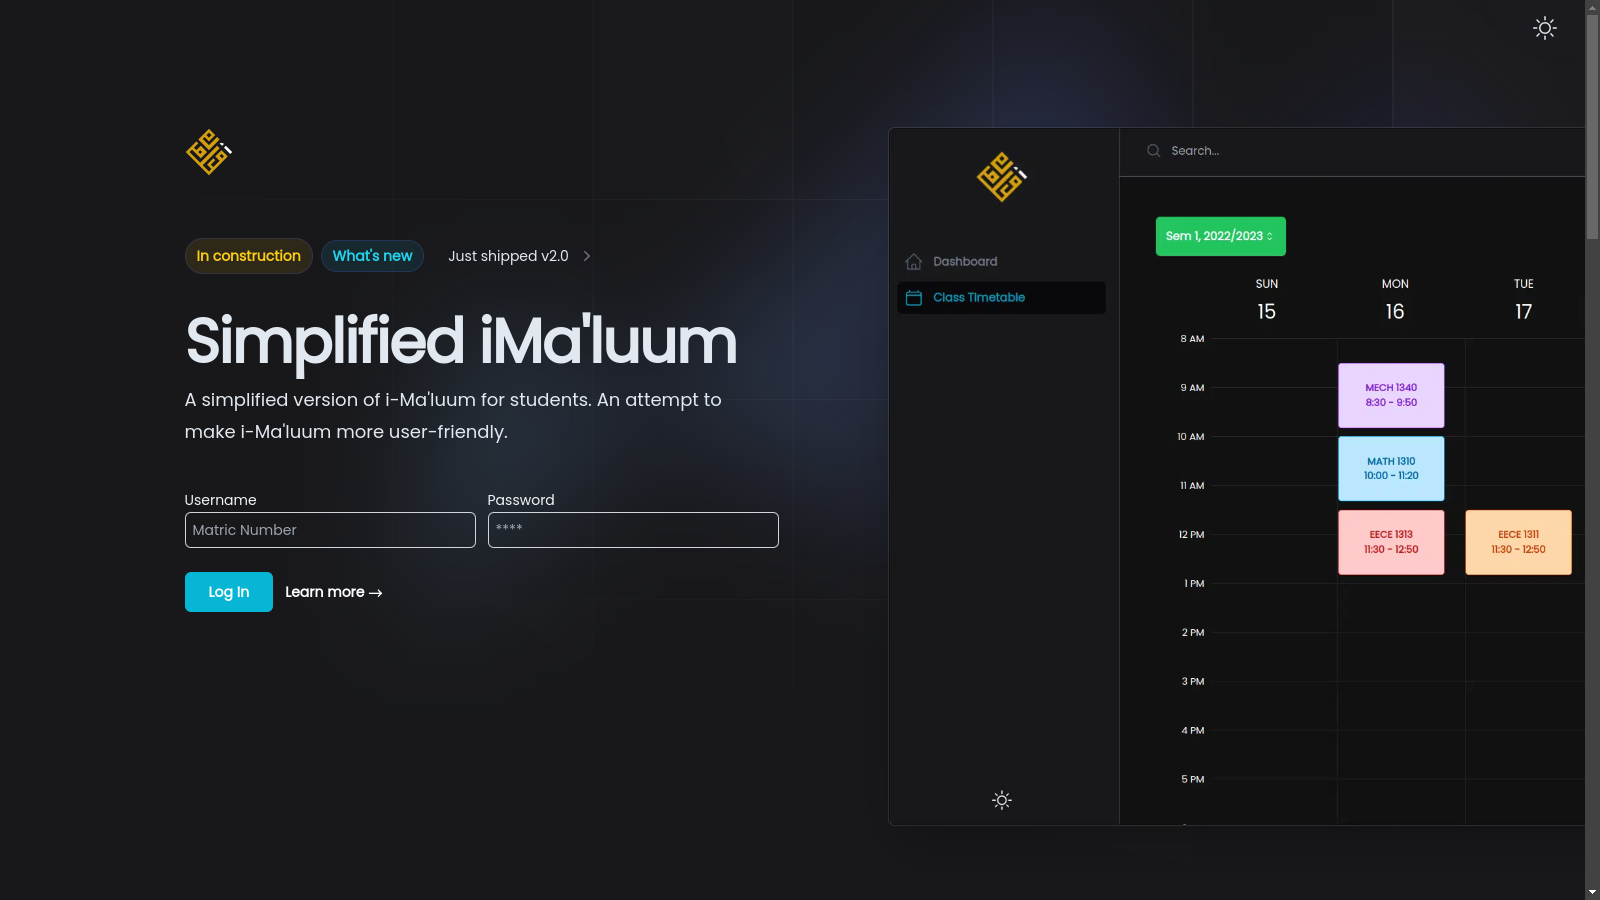 In construction
What's new
Just shipped v2.0
Simplified iMa'luum
A simplified version of i-Ma'luum for students. An attempt to
make i-Ma'luum more user-friendly.
Username
Password
Matric Number
****
Log In
Learn more →
Search...
Dashboard
Class Timetable
Sem 1, 2022/2023
SUN
MON
TUE
15
16
17
8 AM
9 AM
10 AM
11 AM
12 PM
1 PM
2 PM
3 PM
4 PM
5 PM
MECH 1340
8:30 - 9:50
MATH 1310
10:00 - 11:20
EECE 1313
11:30 - 12:50
EECE 1311
11:30 - 12:50